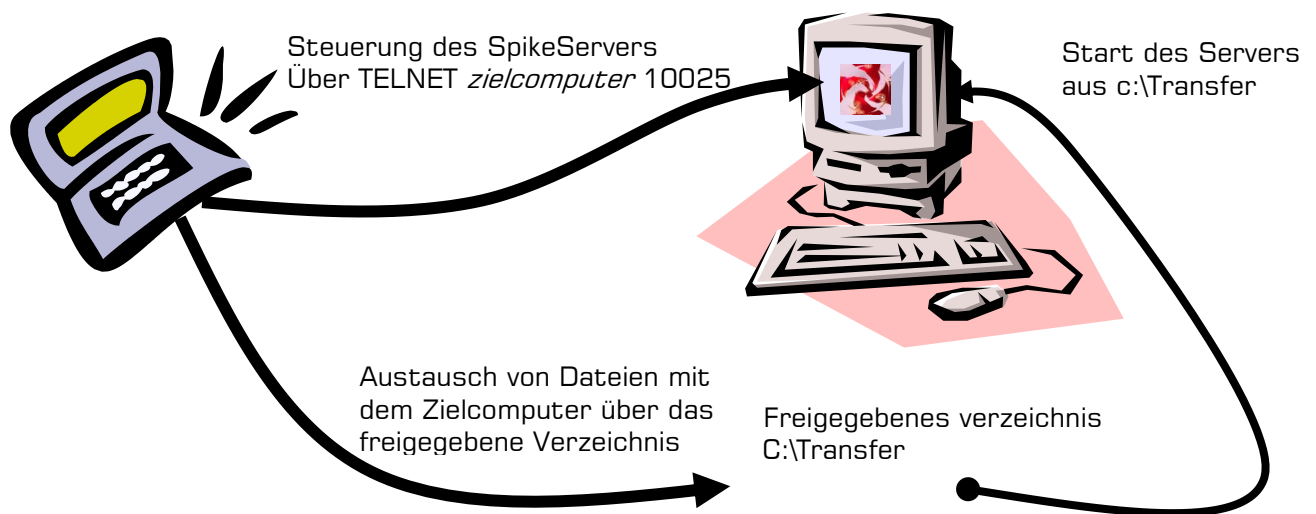 Steuerung des SpikeServers
Über TELNET zielcomputer 10025
Start des Servers
aus c:\Transfer
Austausch von Dateien mit
dem Zielcomputer über das
freigegebene Verzeichnis
Freigegebenes verzeichnis
C:\Transfer